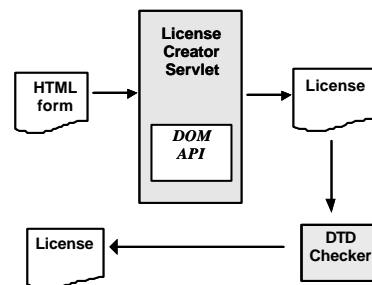 License
Creator
Servlet
HTML
form
License
DOM
API
License
DTD
Checker